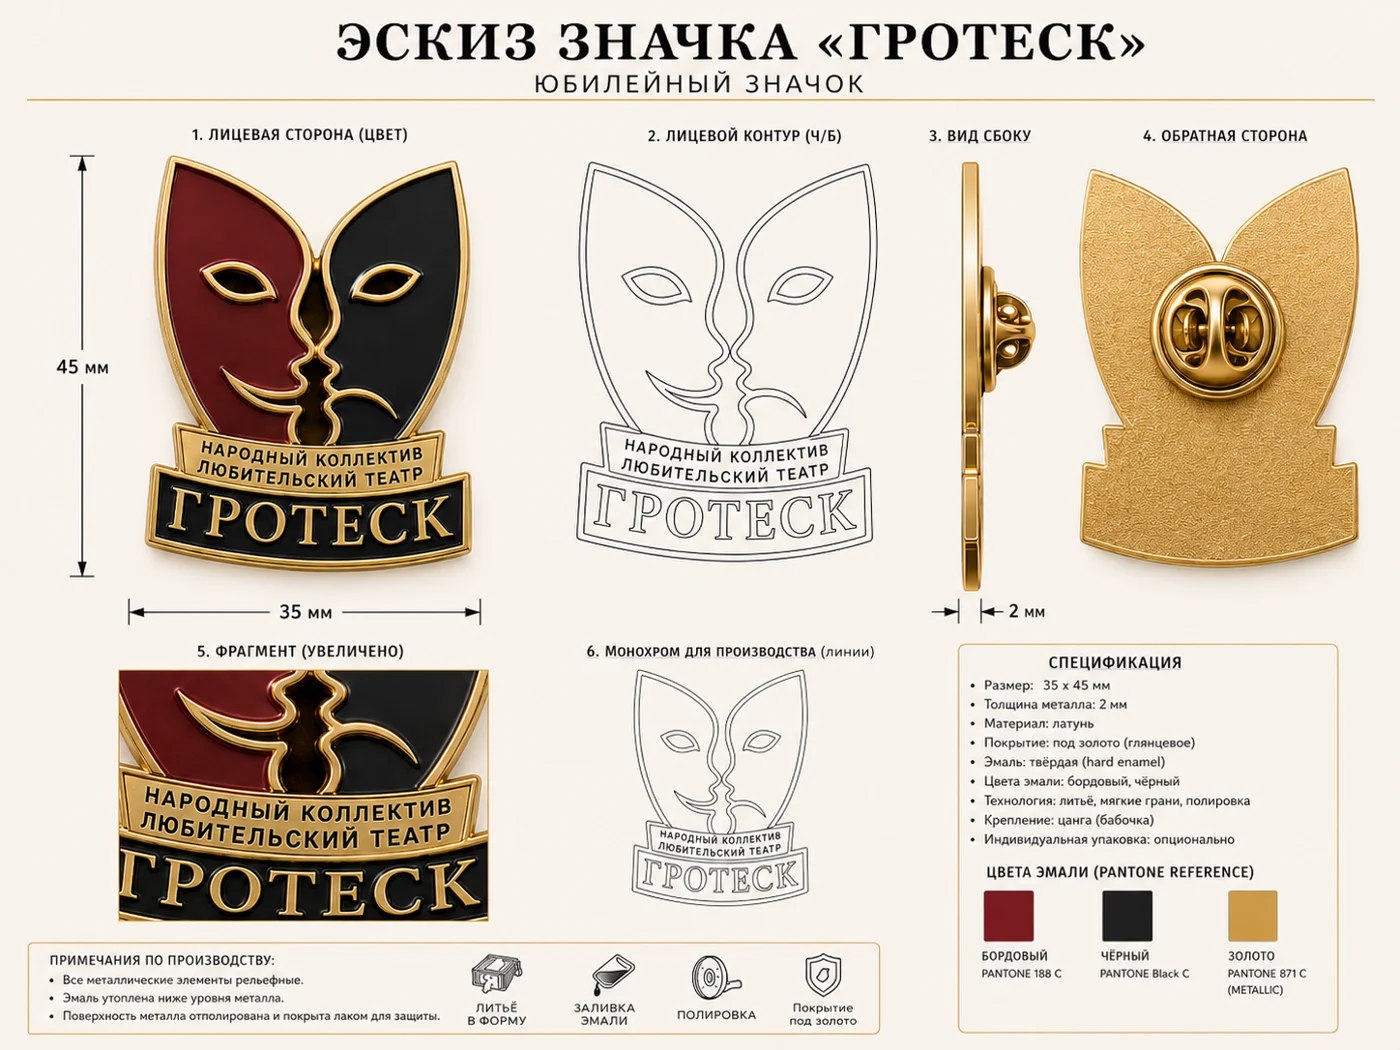 ЭСКИЗ ЗНАЧКА «ГРОТЕСК»
ЮБИЛЕЙНЫЙ ЗНАЧОК
1. ЛИЦЕВАЯ СТОРОНА (ЦВЕТ)
2. ЛИЦЕВОЙ КОНТУР (Ч/Б)
3. ВИД СБОКУ
4. ОБРАТНАЯ СТОРОНА
45 мм
НАРОДНЫЙ КОЛЛЕКТИВ
ЛЮБИТЕЛЬСКИЙ ТЕАТР
ГРОТЕСК
НАРОДНЫЙ КОЛЛЕКТИВ
ЛЮБИТЕЛЬСКИЙ ТЕАТР
ГРОТЕСК
35 мм
2 мм
5. ФРАГМЕНТ (УВЕЛИЧЕНО)
НАРОДНЫЙ КОЛЛЕКТИВ
ЛЮБИТЕЛЬСКИЙ ТЕАТР
ГРОТЕСК
6. Монохром для производства (линии)
НАРОДНЫЙ КОЛЛЕКТИВ
ЛЮБИТЕЛЬСКИЙ ТЕАТР
ГРОТЕСК
СПЕЦИФИКАЦИЯ
• Размер: 35 x 45 мм
• Толщина металла: 2 мм
• Материал: латунь
• Покрытие: под золото (глянцевое)
• Эмаль: твёрдая (hard enamel)
• Цвета эмали: бордовый, чёрный
• Технология: литьё, мягкие грани, полировка
• Крепление: цанга (бабочка)
• Индивидуальная упаковка: опционально
ЦВЕТА ЭМАЛИ (PANTONE REFERENCE)
БОРДОВЫЙ
PANTONE 188 C
ЧЁРНЫЙ
PANTONE Black C
ЗОЛОТО
PANTONE 871 C
(METALLIC)
ПРИМЕЧАНИЯ ПО ПРОИЗВОДСТВУ:
• Все металлические элементы рельефные.
• Эмаль утоплена ниже уровня металла.
• Поверхность металла отполирована и покрыта лаком для защиты.
ЛИТЬЁ
В ФОРМУ
ЗАЛИВКА
ЭМАЛИ
ПОЛИРОВКА
Покрытие
под золото